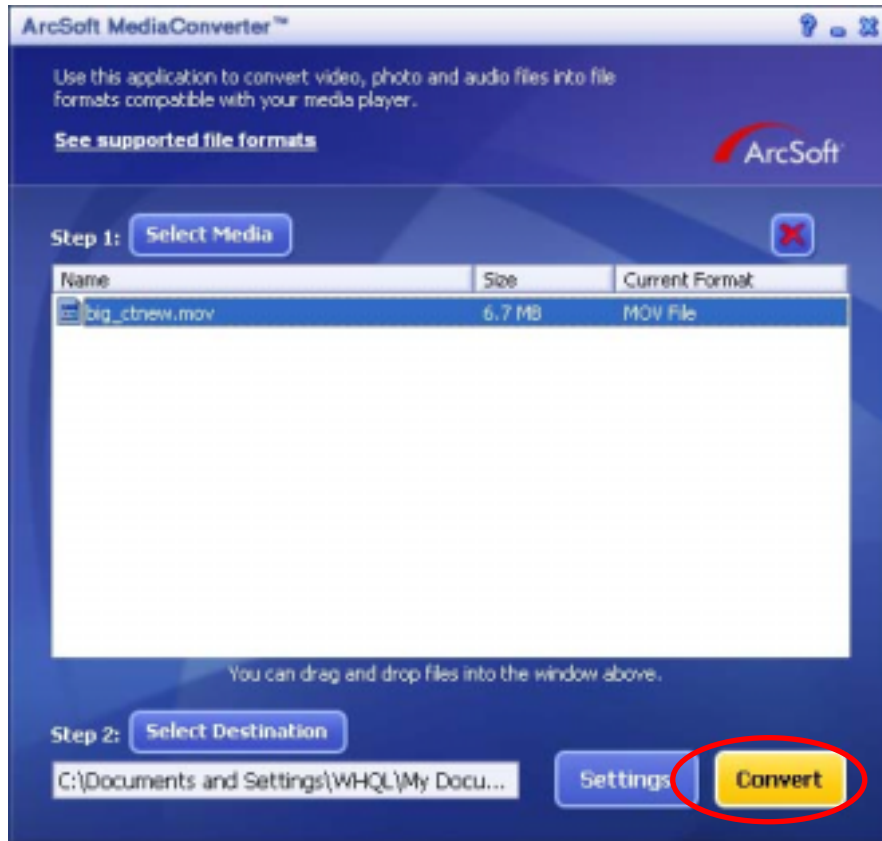 ArcSoft MediaConverter™
Use this application to convert video, photo and audio files into file
formats compatible with your media player.
See supported file formats
ArcSoft
Step 1: Select Media
Name Size Current Format
big_ctnew.mov 6.7 MB MOV File
You can drag and drop files into the window above.
Step 2: Select Destination
C:\Documents and Settings\WHQL\My Docu... Settings Convert